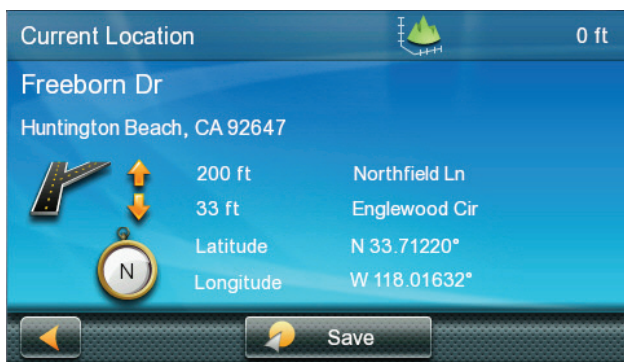 Current Location 0 ft
Freeborn Dr
Huntington Beach, CA 92647
200 ft Northfield Ln
33 ft Englewood Cir
Latitude N 33.71220°
N
Longitude W 118.01632°
Save